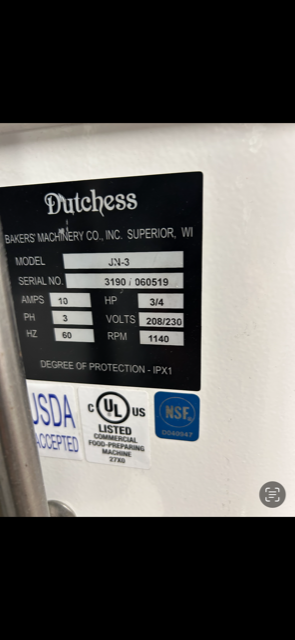 Dutchess
BAKERS' MACHINERY CO., INC. SUPERIOR, WI
MODEL JN-3
SERIAL NO. 3190 / 060519
AMPS 10 HP 3/4
PH 3 VOLTS 208/230
HZ 60 RPM 1140
DEGREE OF PROTECTION - IPX1
USDA
ACCEPTED
C UL US
LISTED
COMMERCIAL
FOOD-PREPARING
MACHINE
27X0
NSF